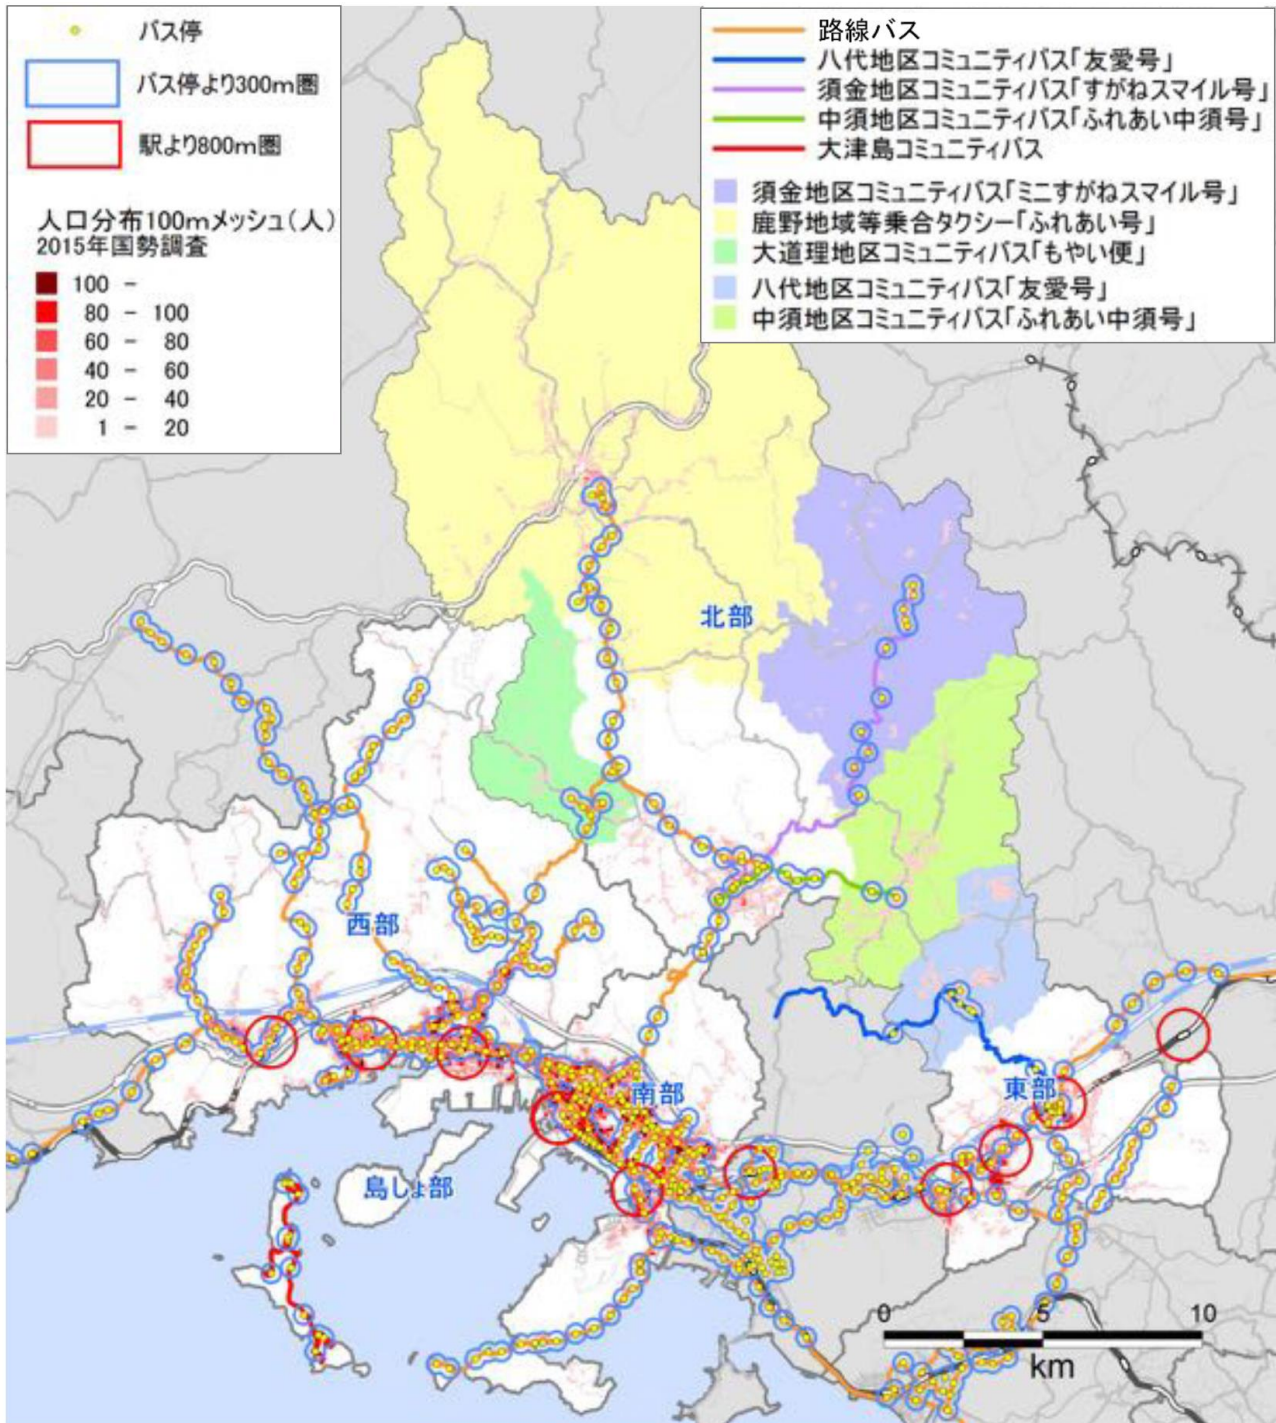 バス停
バス停より300m圏
駅より800m圏
人口分布100mメッシュ(人)
2015年国勢調査
100 -
80 - 100
60 - 80
40 - 60
20 - 40
1 - 20
路線バス
八代地区コミュニティバス「友愛号」
須金地区コミュニティバス「すがねスマイル号」
中須地区コミュニティバス「ふれあい中須号」
大津島コミュニティバス
須金地区コミュニティバス「ミニすがねスマイル号」
鹿野地域等乗合タクシー「ふれあい号」
大道理地区コミュニティバス「もやい便」
八代地区コミュニティバス「友愛号」
中須地区コミュニティバス「ふれあい中須号」
北部
西部
南部
東部
島しょ部
0 5 10
km